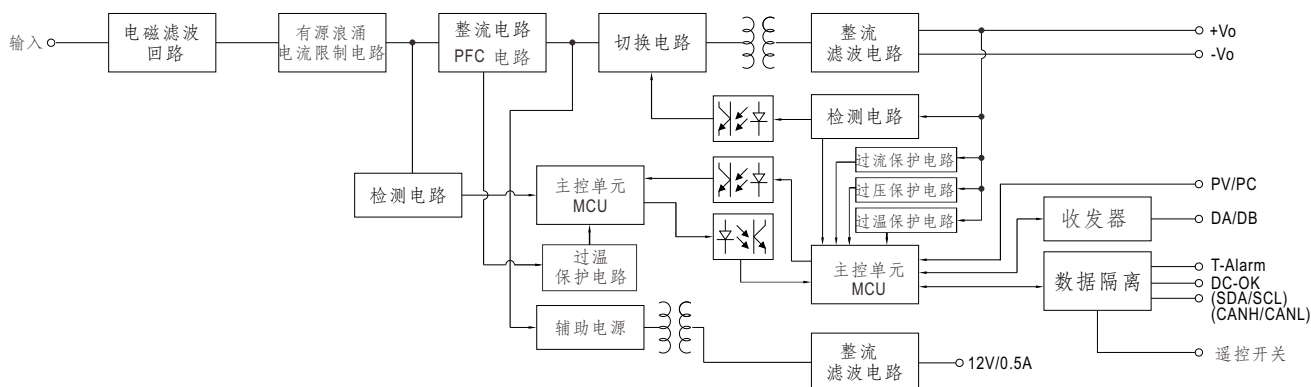 输入
电磁滤波
回路
有源浪涌
电流限制电路
整流电路
PFC 电路
切换电路
整流
滤波电路
+Vo
-Vo
检测电路
过流保护电路
过压保护电路
过温保护电路
检测电路
主控单元
MCU
过温
保护电路
主控单元
MCU
PV/PC
收发器
DA/DB
数据隔离
T-Alarm
DC-OK
(SDA/SCL)
(CANH/CANL)
遥控开关
辅助电源
整流
滤波电路
12V/0.5A